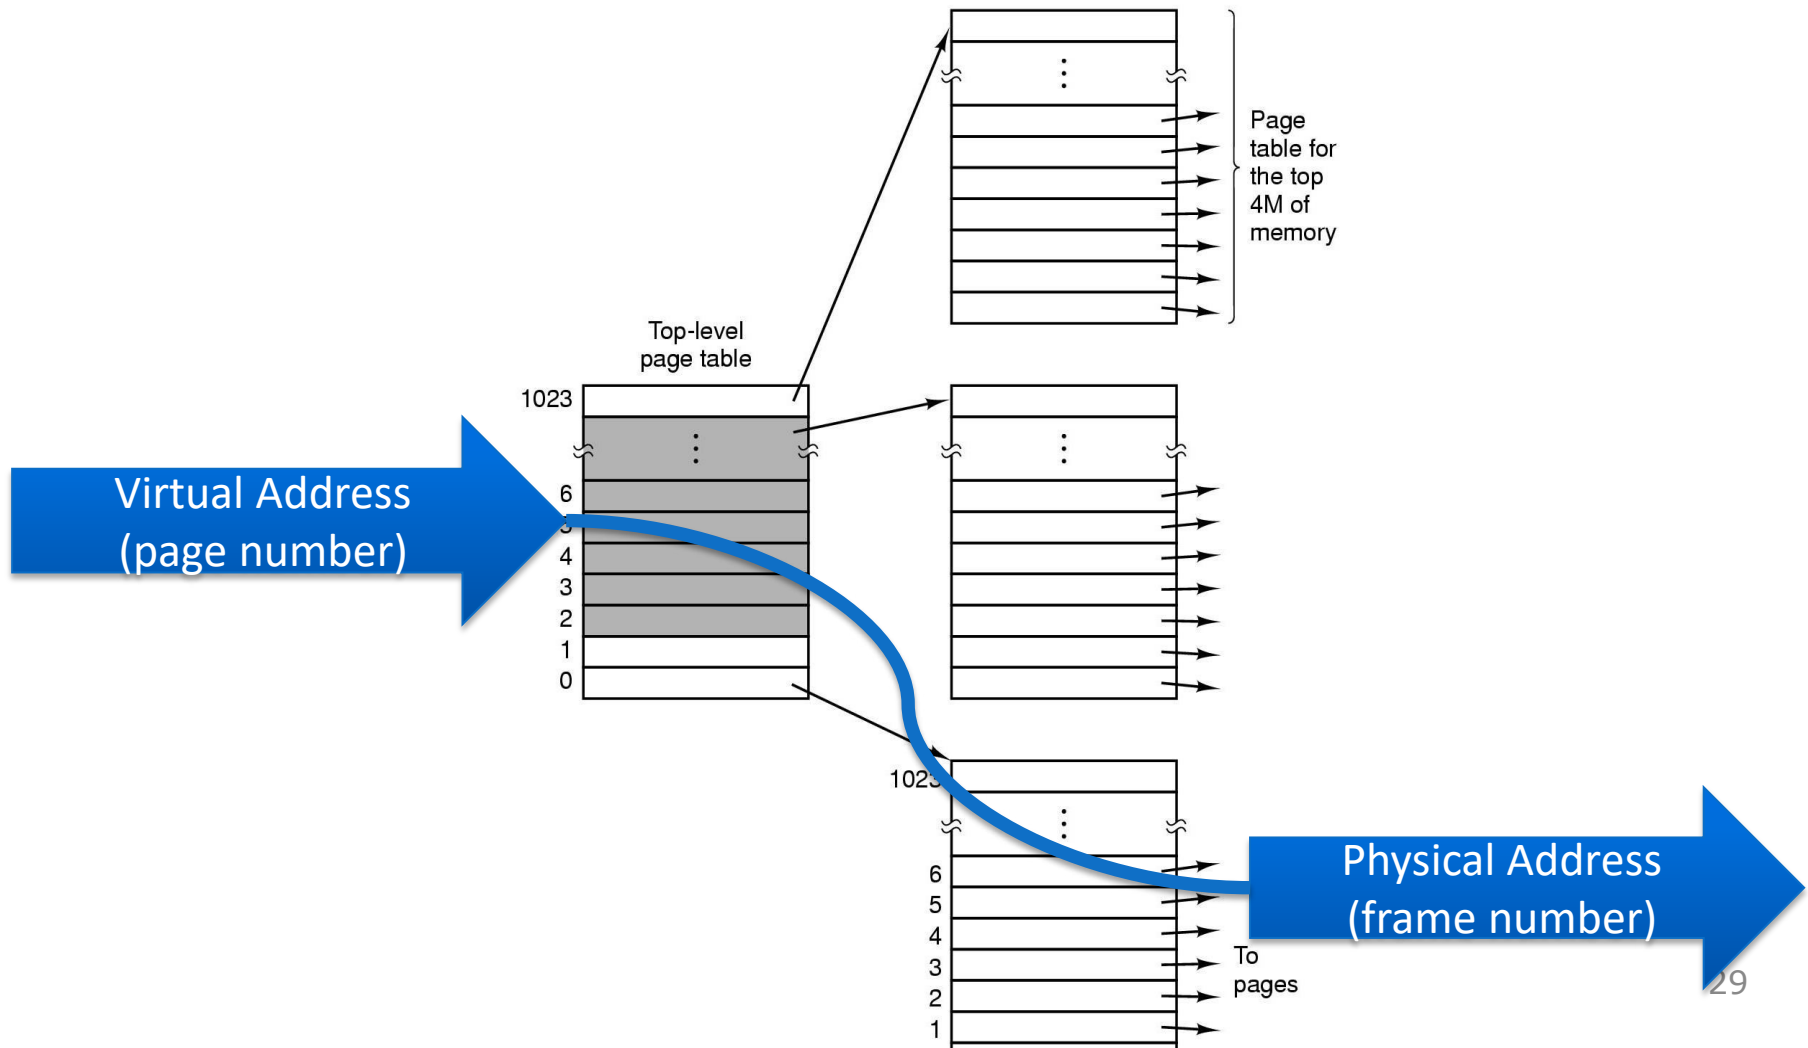 Page
table for
the top
4M of
memory
Top-level
page table
1023
6
4
3
2
1
0
Virtual Address
(page number)
1023
6
5
4
3
2
1
To
pages
Physical Address
(frame number)
29